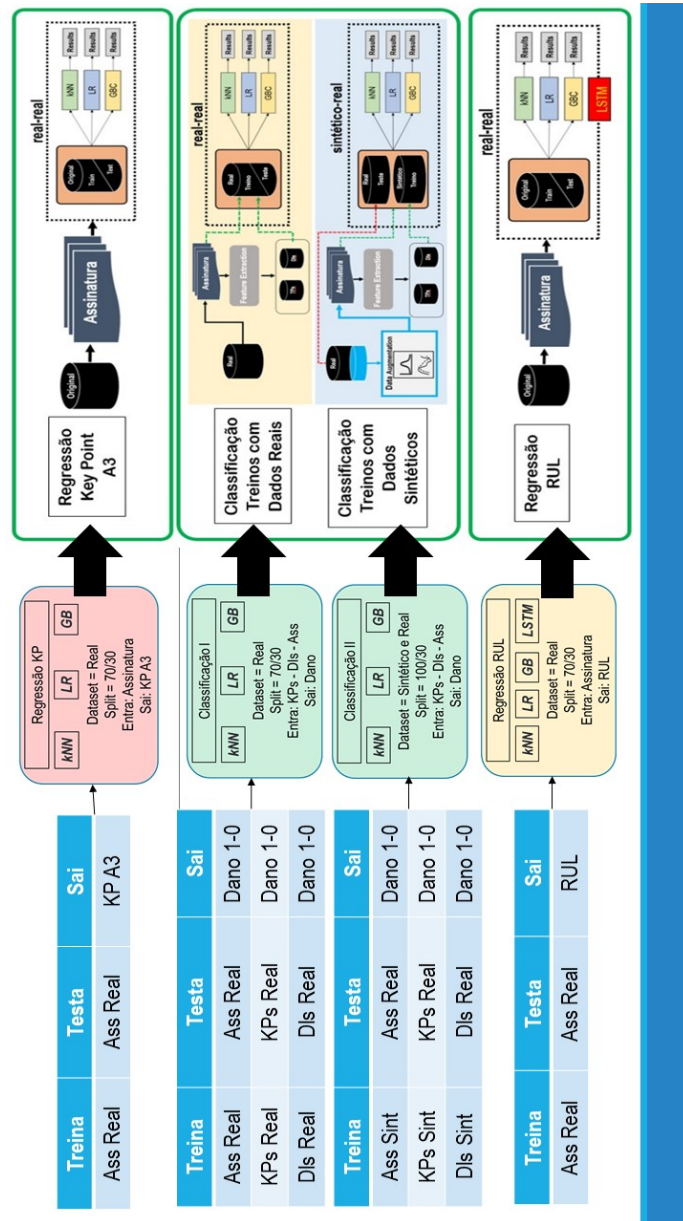 Treina Testa Sai
Ass Real Ass Real KP A3
Regressão KP
kNN LR GB
Dataset = Real
Split = 70/30
Entra: Assinatura
Sai: KP A3
Regressão
Key Point
A3
Original
Assinatura
real-real
Original
Train
Test
kNN Results
LR Results
GBC Results
Treina Testa Sai
Ass Real Ass Real Dano 1-0
KPs Real KPs Real Dano 1-0
DIs Real DIs Real Dano 1-0
Classificação I
kNN LR GB
Dataset = Real
Split = 70/30
Entra: KPs - DIs - Ass
Sai: Dano
Classificação
Treinos com
Dados Reais
Real
Assinatura
Feature Extraction
DIs
real-real
Real
Treino
Teste
kNN Results
LR Results
GBC Results
Treina Testa Sai
Ass Sint Ass Real Dano 1-0
KPs Sint KPs Real Dano 1-0
DIs Sint DIs Real Dano 1-0
Classificação II
kNN LR GB
Dataset = Sintético e Real
Split = 100/30
Entra: KPs - DIs - Ass
Sai: Dano
Classificação
Treinos com
Dados
Sintéticos
Real
Data Augmentation
Assinatura
Feature Extraction
DIs
sintético-real
Real
Teste
Sintético
Treino
kNN Results
LR Results
GBC Results
Treina Testa Sai
Ass Real Ass Real RUL
Regressão RUL
kNN LR GB LSTM
Dataset = Real
Split = 70/30
Entra: Assinatura
Sai: RUL
Regressão
RUL
Original
Assinatura
real-real
Original
Train
Test
kNN Results
LR Results
GBC Results
LSTM